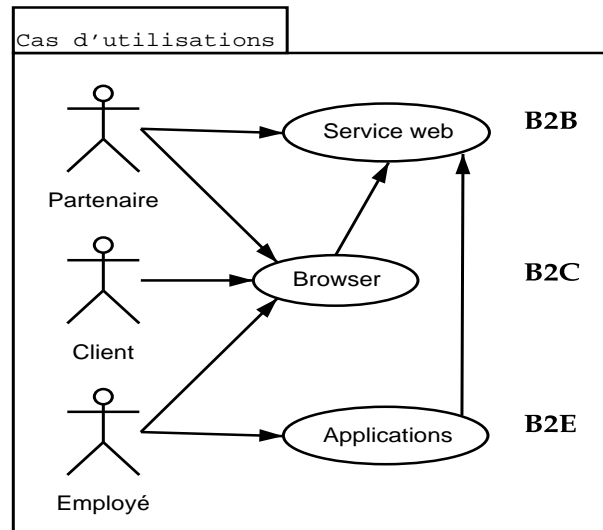 Cas d'utilisations
Service web
B2B
Partenaire
Browser
B2C
Client
Applications
B2E
Employé